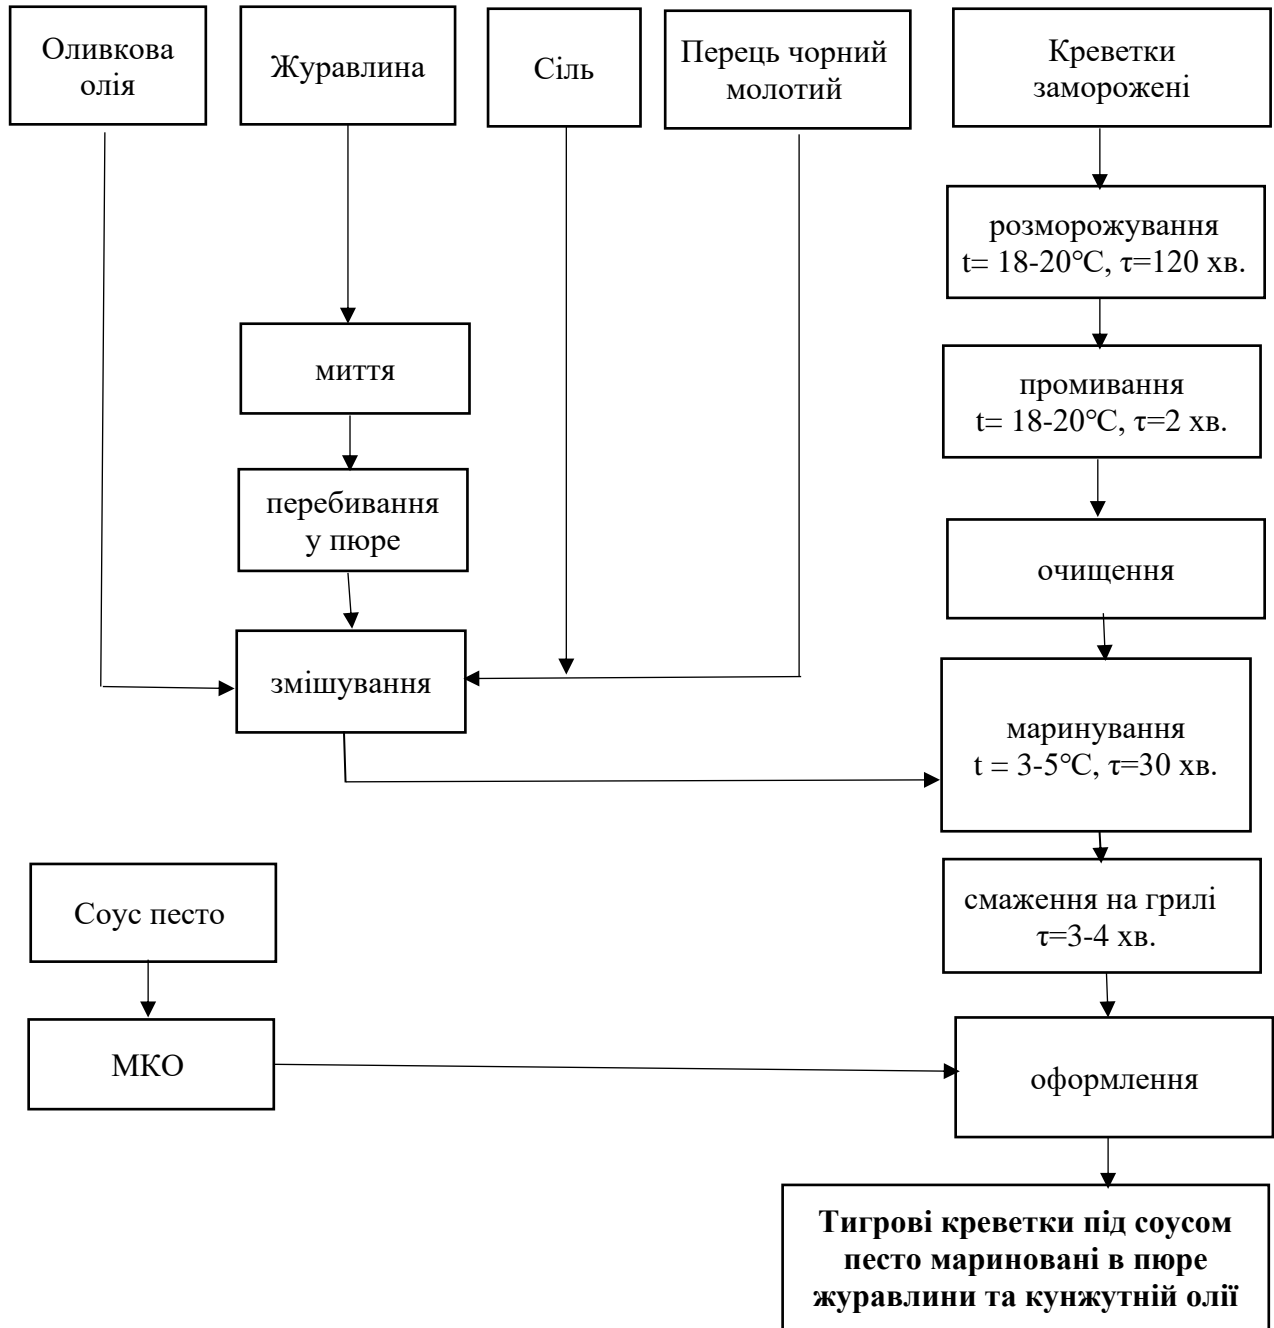 Оливкова
олія
Журавлина
Сіль
Перець чорний
молотий
Креветки
заморожені
розморожування
t= 18-20°С, τ=120 хв.
миття
промивання
t= 18-20°С, τ=2 хв.
перебивання
у пюре
очищення
змішування
маринування
t = 3-5°С, τ=30 хв.
Соус песто
смаження на грилі
τ=3-4 хв.
МКО
оформлення
Тигрові креветки під соусом
песто мариновані в пюре
журавлини та кунжутній олії